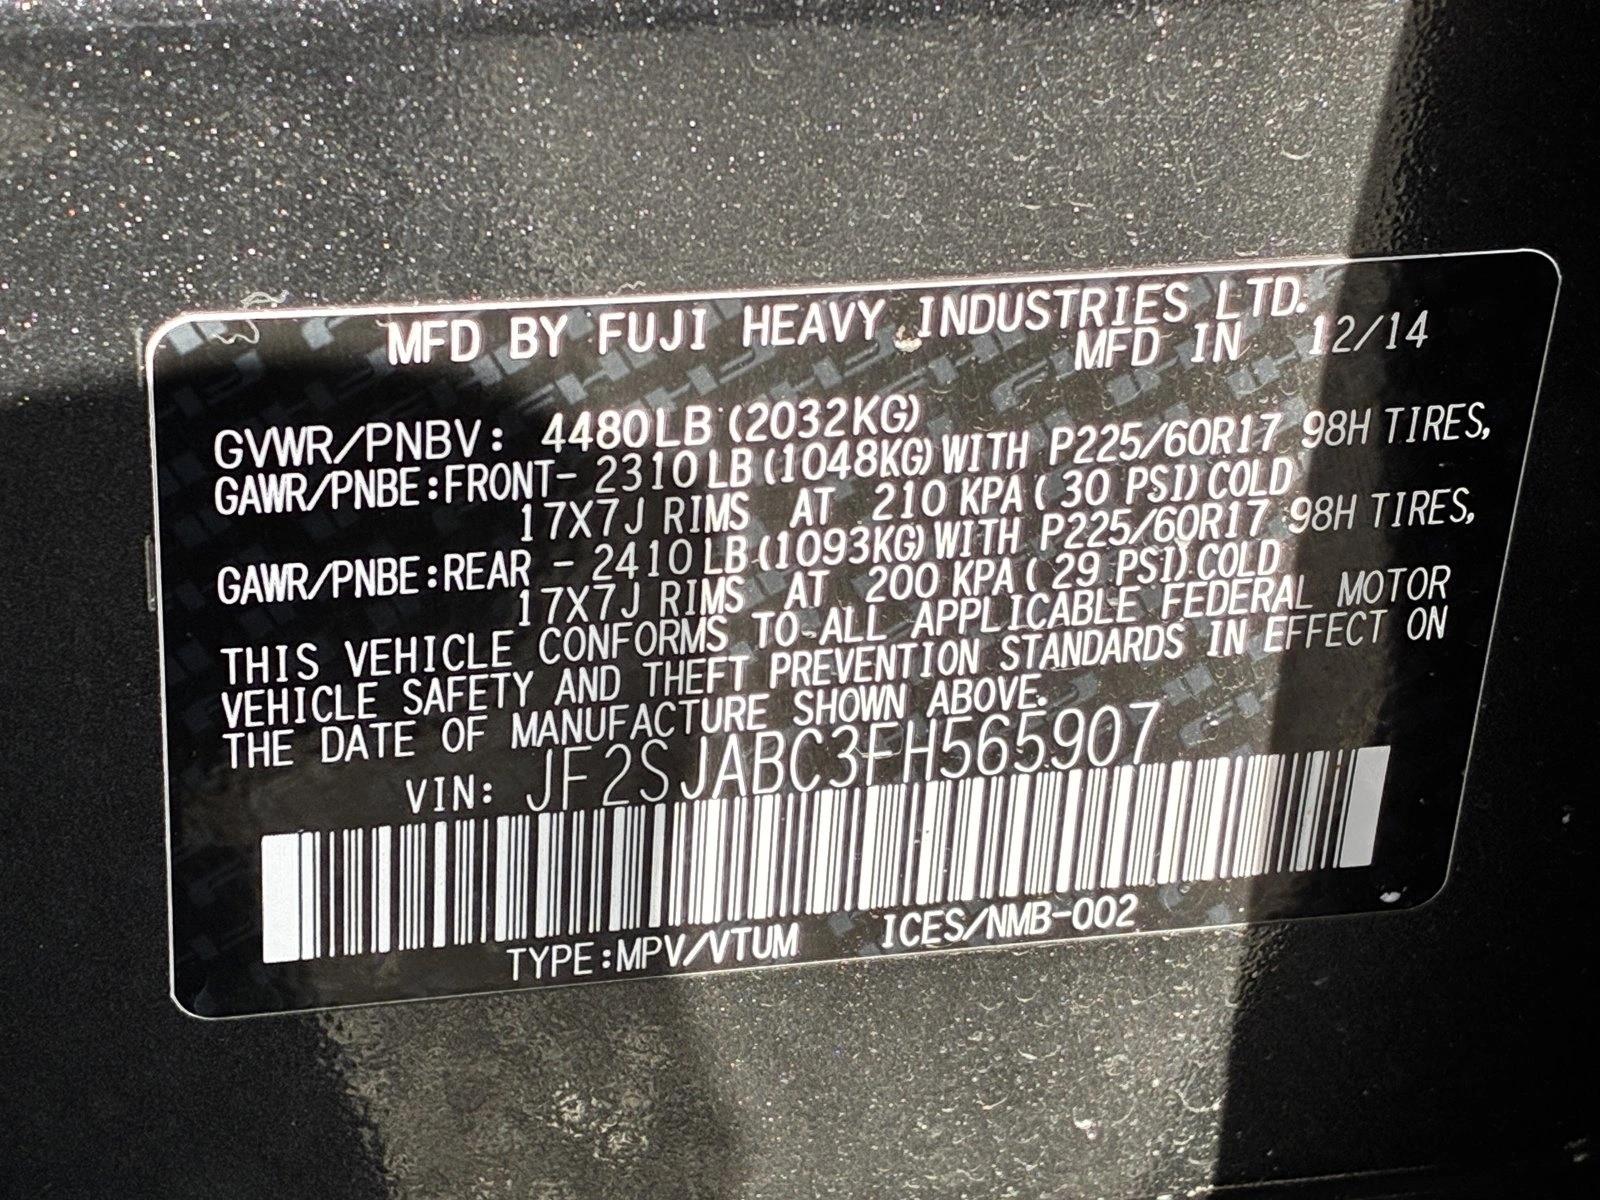 MFD BY FUJI HEAVY INDUSTRIES LTD.
MFD IN 12/14
GVWR/PNBV: 4480LB (2032KG)
GAWR/PNBE:FRONT- 2310LB(1048KG)WITH P225/60R17 98H TIRES,
17X7J RIMS AT 210 KPA( 30 PSI)COLD
GAWR/PNBE:REAR - 2410LB(1093KG)WITH P225/60R17 98H TIRES,
17X7J RIMS AT 200 KPA( 29 PSI)COLD
THIS VEHICLE CONFORMS TO ALL APPLICABLE FEDERAL MOTOR
VEHICLE SAFETY AND THEFT PREVENTION STANDARDS IN EFFECT ON
THE DATE OF MANUFACTURE SHOWN ABOVE.
VIN: JF2SJABC3FH565907
TYPE:MPV/VTUM ICES/NMB-002